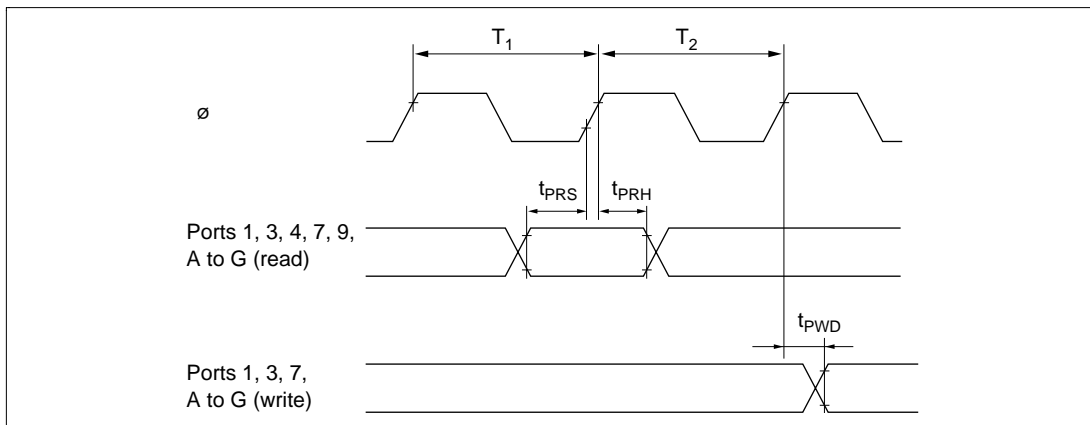 T₁ T₂
ø
tPRS tPRH
Ports 1, 3, 4, 7, 9,
A to G (read)
tPWD
Ports 1, 3, 7,
A to G (write)